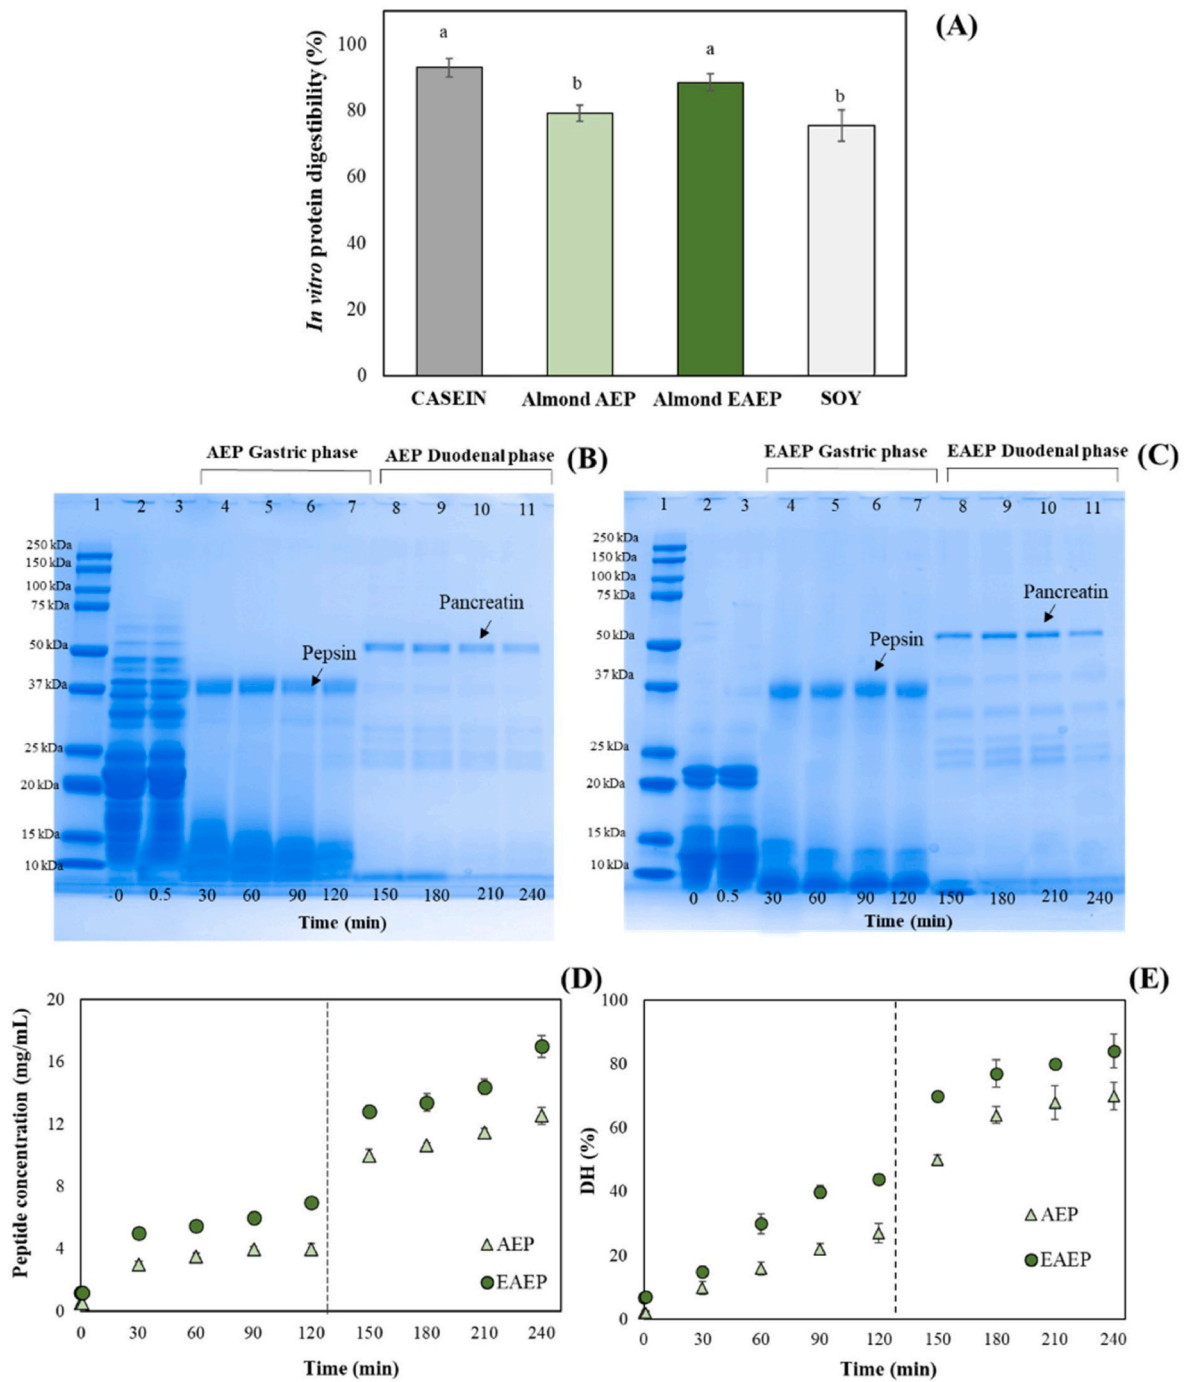 (A)
In vitro protein digestibility (%)
100
80
60
40
20
0
a
b
a
b
CASEIN Almond AEP Almond EAEP SOY
AEP Gastric phase AEP Duodenal phase (B)
1 2 3 4 5 6 7 8 9 10 11
250 kDa
150 kDa
100 kDa
75 kDa
50 kDa
37 kDa
25 kDa
20 kDa
15 kDa
10 kDa
Pancreatin
Pepsin
0 0.5 30 60 90 120 150 180 210 240
Time (min)
EAEP Gastric phase EAEP Duodenal phase (C)
1 2 3 4 5 6 7 8 9 10 11
250 kDa
150 kDa
100 kDa
75 kDa
50 kDa
37 kDa
25 kDa
20 kDa
15 kDa
10 kDa
Pancreatin
Pepsin
0 0.5 30 60 90 120 150 180 210 240
Time (min)
(D)
Peptide concentration (mg/mL)
20
16
12
8
4
0
AEP
EAEP
0 30 60 90 120 150 180 210 240
Time (min)
(E)
DH (%)
100
80
60
40
20
0
AEP
EAEP
0 30 60 90 120 150 180 210 240
Time (min)